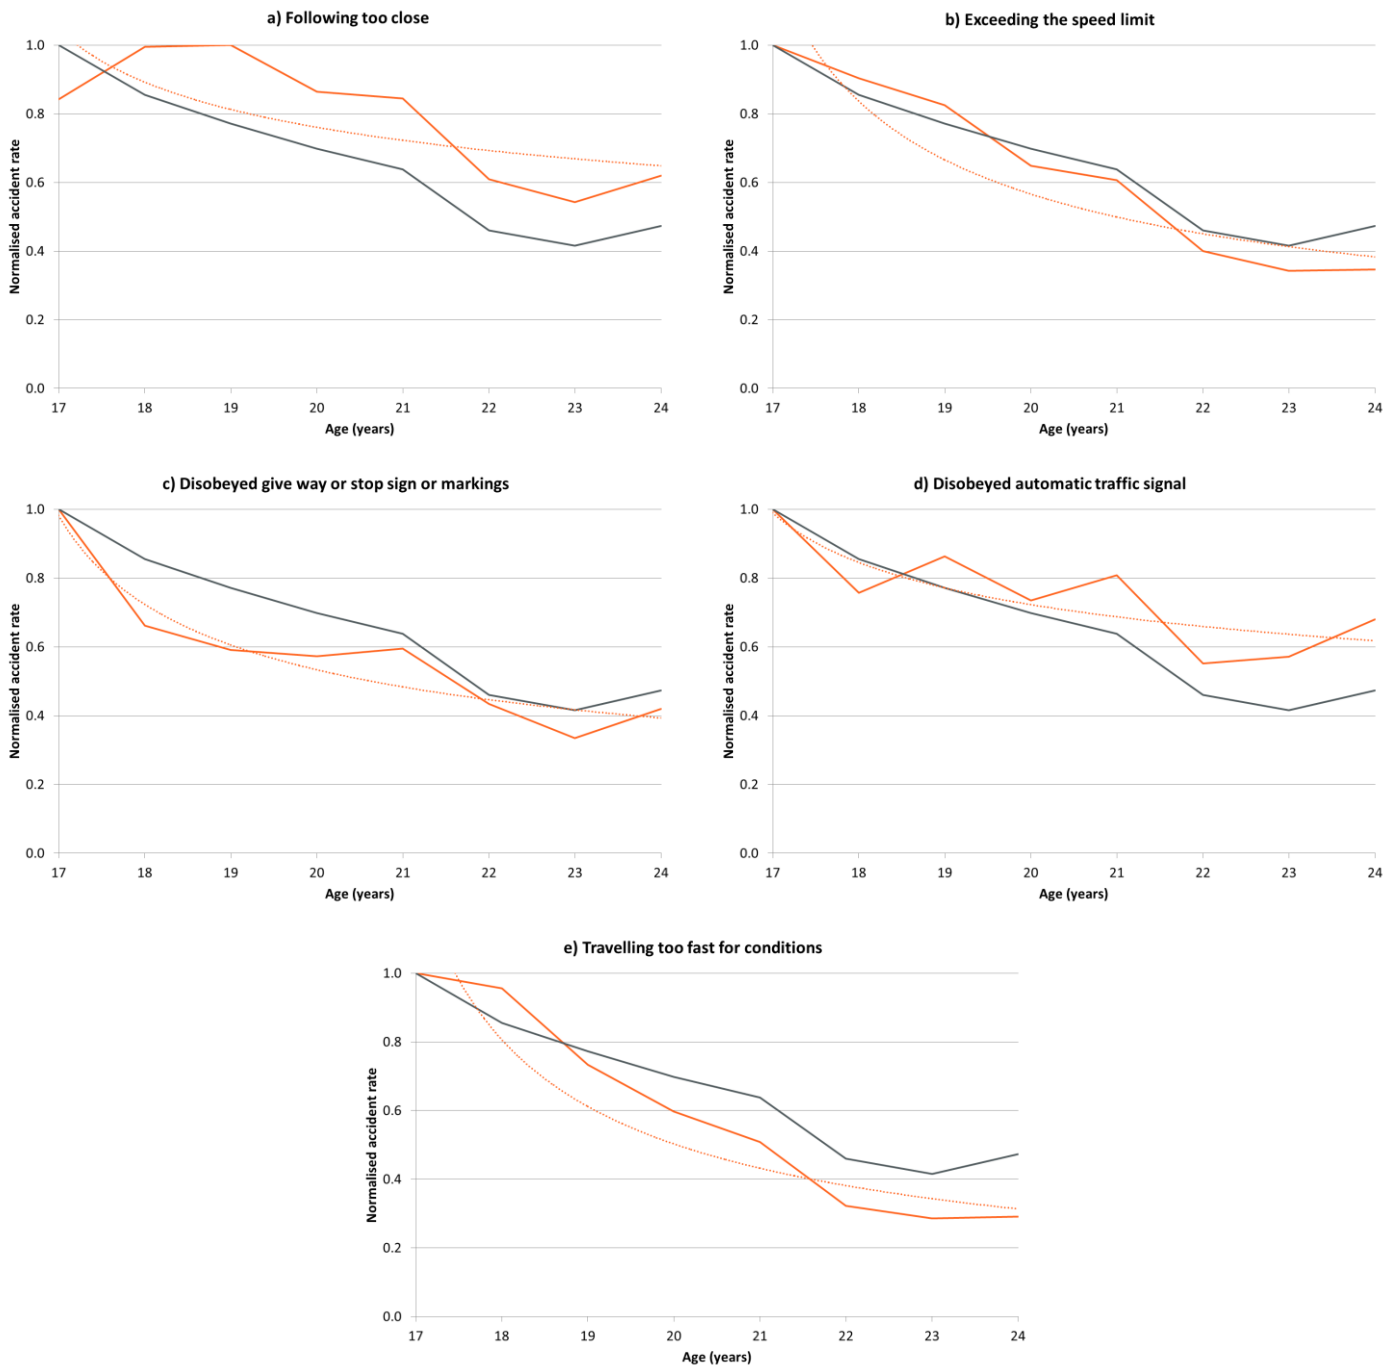 a) Following too close
1.0
0.8
0.6
0.4
0.2
0.0
Normalised accident rate
17 18 19 20 21 22 23 24
Age (years)
b) Exceeding the speed limit
1.0
0.8
0.6
0.4
0.2
0.0
Normalised accident rate
17 18 19 20 21 22 23 24
Age (years)
c) Disobeyed give way or stop sign or markings
1.0
0.8
0.6
0.4
0.2
0.0
Normalised accident rate
17 18 19 20 21 22 23 24
Age (years)
d) Disobeyed automatic traffic signal
1.0
0.8
0.6
0.4
0.2
0.0
Normalised accident rate
17 18 19 20 21 22 23 24
Age (years)
e) Travelling too fast for conditions
1.0
0.8
0.6
0.4
0.2
0.0
Normalised accident rate
17 18 19 20 21 22 23 24
Age (years)